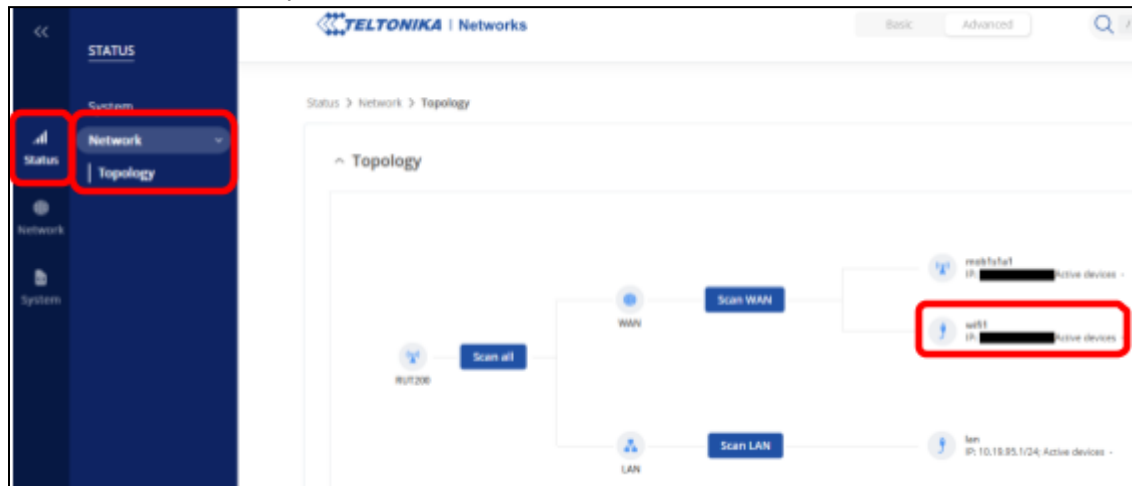 TELTONIKA | Networks
Basic
Advanced
STATUS
System
Status > Network > Topology
Network
Status
Topology
Topology
Network
System
mob1s1a1
IP: Active devices -
Scan WAN
WAN
wifi1
IP: Active devices -
Scan all
RUT200
Scan LAN
LAN
lan
IP: 10.19.85.1/24; Active devices -